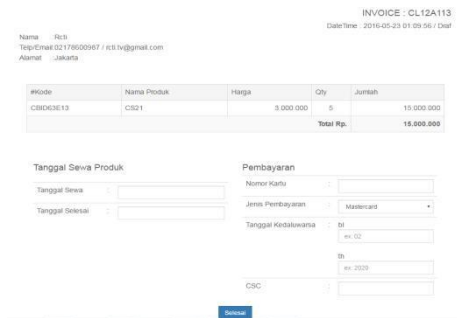 INVOICE : CL12A113
DateTime : 2016-05-23 01:09:56 / Draf
Nama : Rcti
Telp/Email:02178600967 / rcti.tv@gmail.com
Alamat : Jakarta
#Kode Nama Produk Harga Qty Jumlah
CBID63E13 CS21 3.000.000 5 15.000.000
Total Rp. 15.000.000
Tanggal Sewa Produk
Tanggal Sewa :
Tanggal Selesai :
Pembayaran
Nomor Kartu :
Jenis Pembayaran : Mastercard
Tanggal Kedaluwarsa : bl
ex. 02
th
ex. 2020
CSC :
Selesai